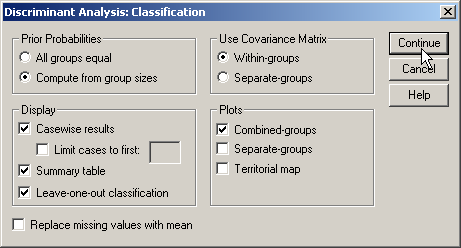 Discriminant Analysis: Classification
Prior Probabilities
All groups equal
Compute from group sizes
Use Covariance Matrix
Within-groups
Separate-groups
Continue
Cancel
Help
Display
Casewise results
Limit cases to first:
Summary table
Leave-one-out classification
Plots
Combined-groups
Separate-groups
Territorial map
Replace missing values with mean